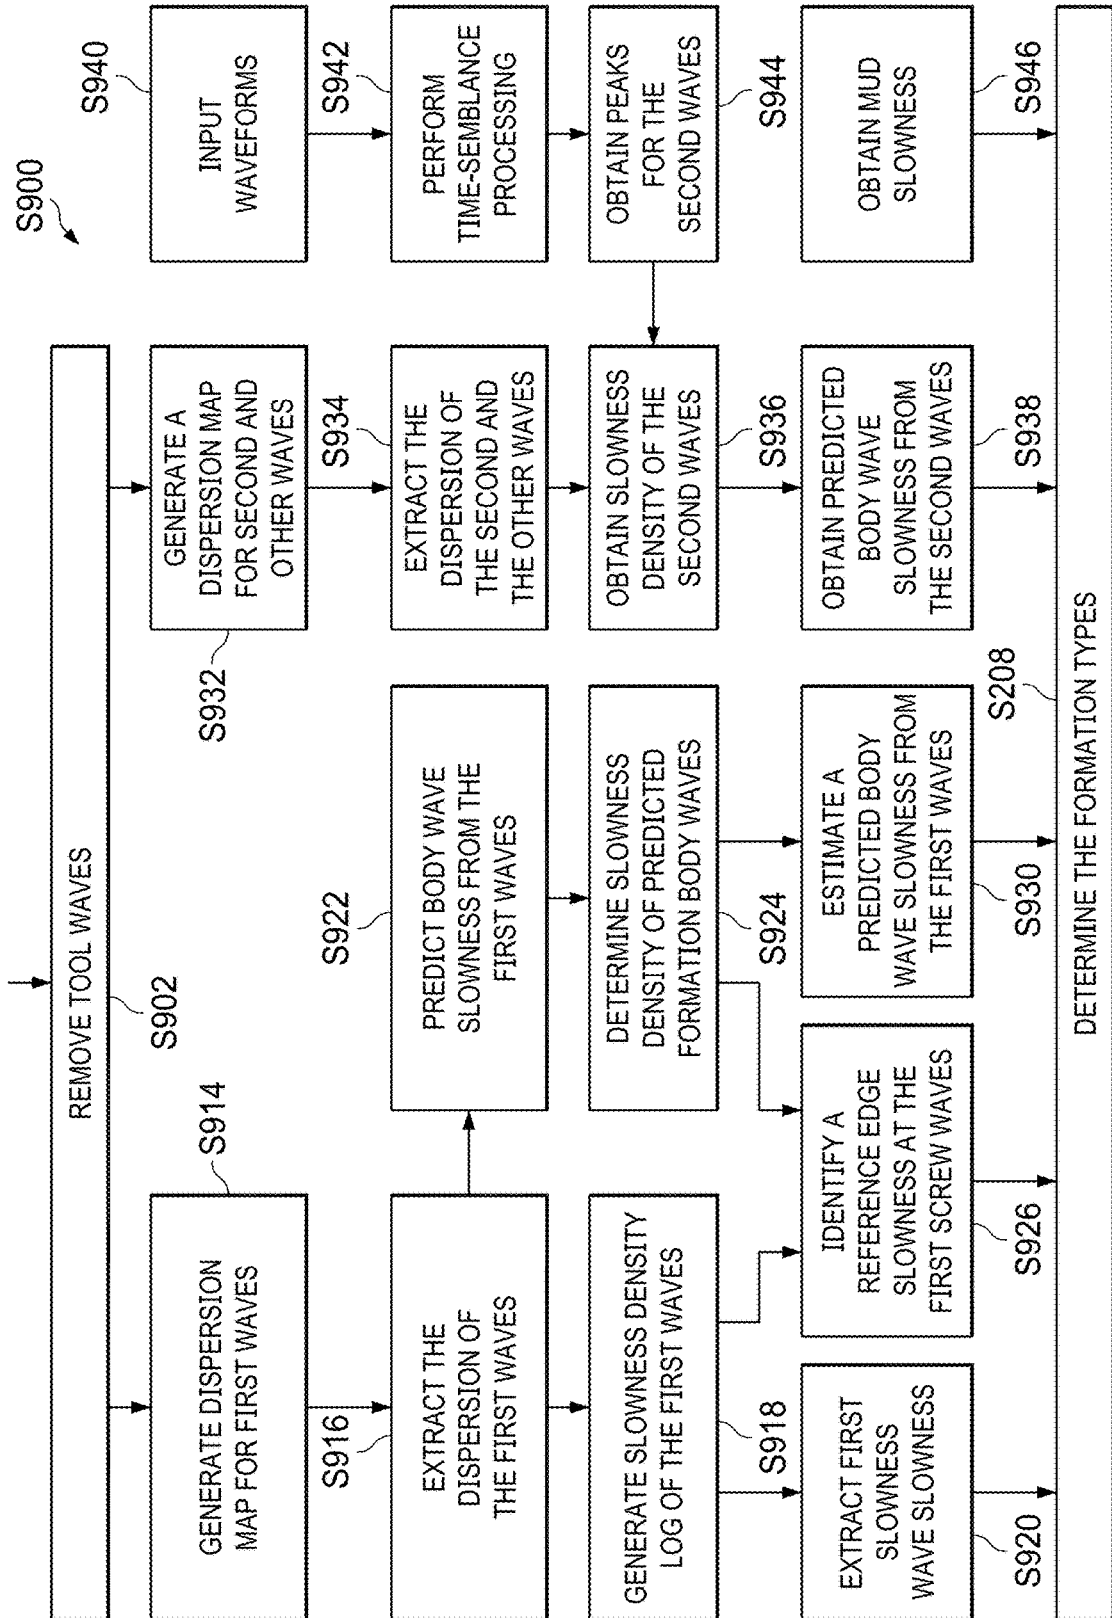 S900
REMOVE TOOL WAVES
S902
GENERATE DISPERSION
MAP FOR FIRST WAVES
S914
GENERATE A
DISPERSION MAP
FOR SECOND AND
OTHER WAVES
S932
INPUT
WAVEFORMS
S940
EXTRACT THE
DISPERSION OF
THE FIRST WAVES
S916
PREDICT BODY WAVE
SLOWNESS FROM THE
FIRST WAVES
S922
EXTRACT THE
DISPERSION OF
THE SECOND AND
THE OTHER WAVES
S934
PERFORM
TIME-SEMBLANCE
PROCESSING
S942
GENERATE SLOWNESS DENSITY
LOG OF THE FIRST WAVES
S918
DETERMINE SLOWNESS
DENSITY OF PREDICTED
FORMATION BODY WAVES
S924
OBTAIN SLOWNESS
DENSITY OF THE
SECOND WAVES
S936
OBTAIN PEAKS
FOR THE
SECOND WAVES
S944
EXTRACT FIRST
SLOWNESS
WAVE SLOWNESS
S920
IDENTIFY A
REFERENCE EDGE
SLOWNESS AT THE
FIRST SCREW WAVES
S926
ESTIMATE A
PREDICTED BODY
WAVE SLOWNESS FROM
THE FIRST WAVES
S930
OBTAIN PREDICTED
BODY WAVE
SLOWNESS FROM
THE SECOND WAVES
S938
OBTAIN MUD
SLOWNESS
S946
DETERMINE THE FORMATION TYPES
S208